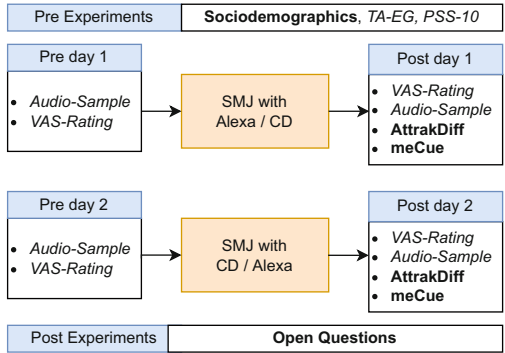 Pre Experiments Sociodemographics, TA-EG, PSS-10
Pre day 1
• Audio-Sample
• VAS-Rating
SMJ with
Alexa / CD
Post day 1
• VAS-Rating
• Audio-Sample
• AttrakDiff
• meCue
Pre day 2
• Audio-Sample
• VAS-Rating
SMJ with
CD / Alexa
Post day 2
• VAS-Rating
• Audio-Sample
• AttrakDiff
• meCue
Post Experiments Open Questions